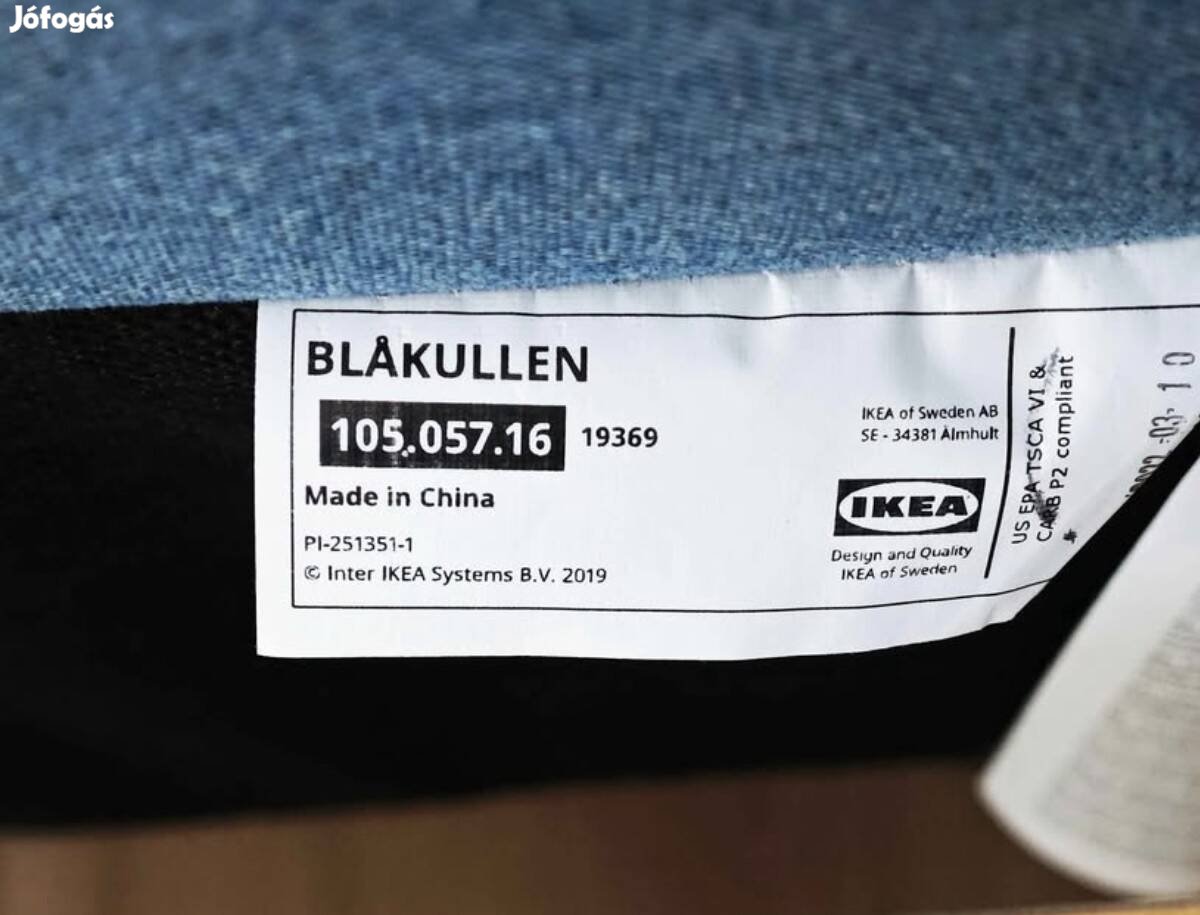 Jófogás
BLÅKULLEN
105.057.16 19369
Made in China
PI-251351-1
© Inter IKEA Systems B.V. 2019
IKEA of Sweden AB
SE - 34381 Älmhult
IKEA
Design and Quality
IKEA of Sweden
US EPA TSCA VI &
CARB P2 compliant